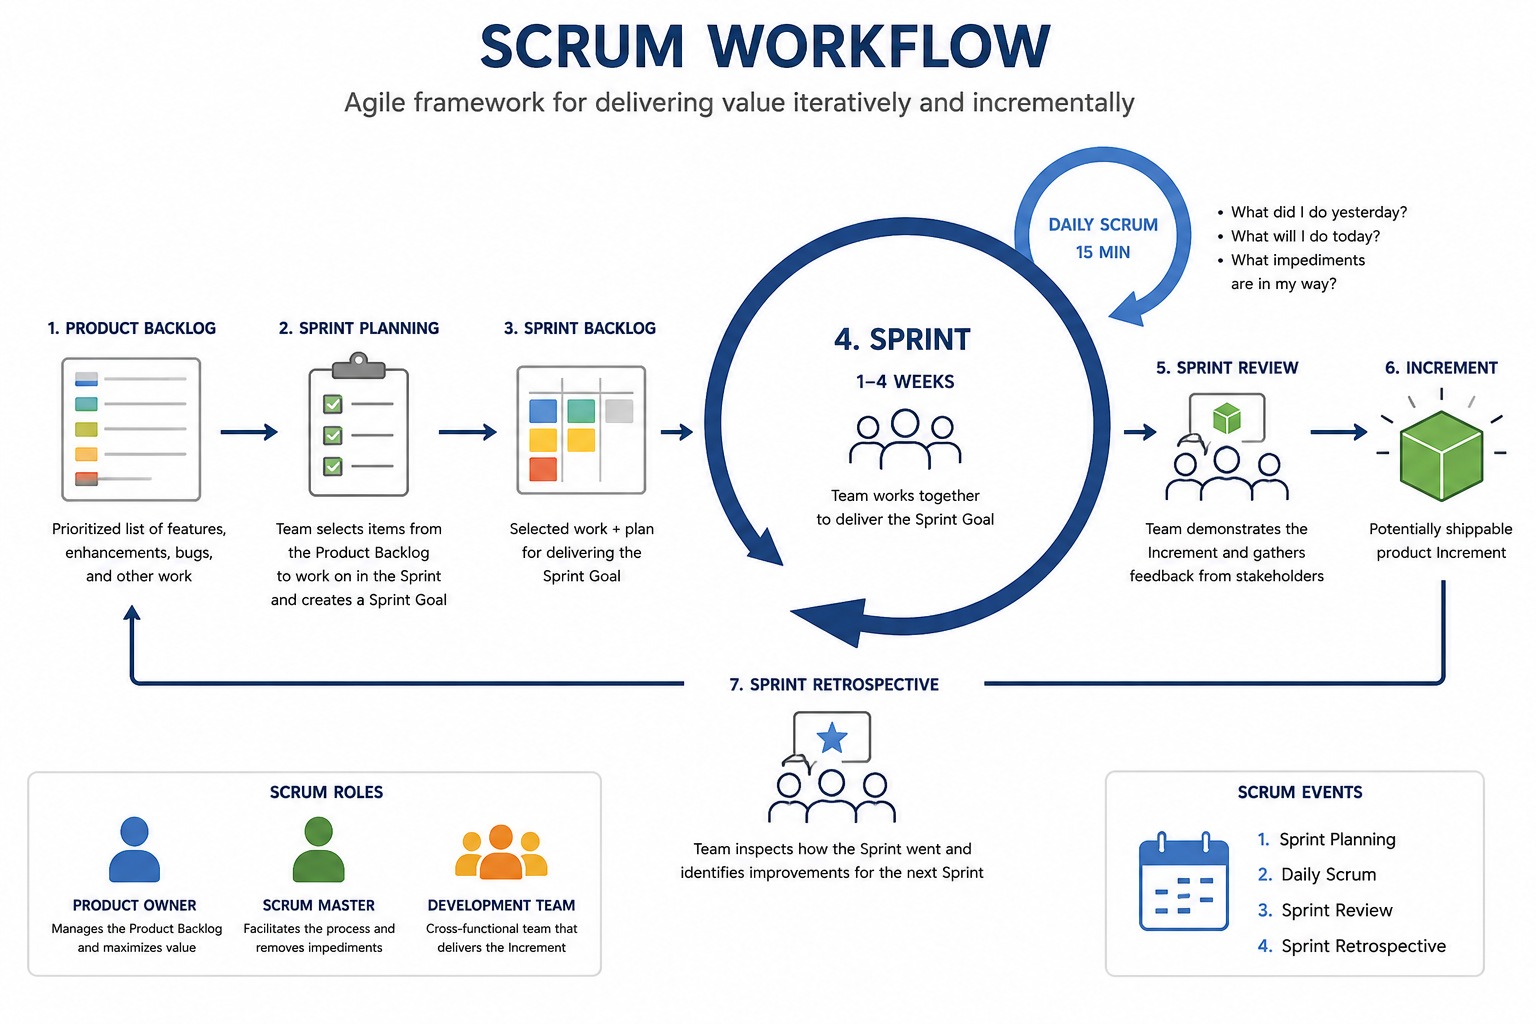 SCRUM WORKFLOW
Agile framework for delivering value iteratively and incrementally
DAILY SCRUM
15 MIN
• What did I do yesterday?
• What will I do today?
• What impediments
are in my way?
1. PRODUCT BACKLOG
Prioritized list of features,
enhancements, bugs,
and other work
2. SPRINT PLANNING
Team selects items from
the Product Backlog
to work on in the Sprint
and creates a Sprint Goal
3. SPRINT BACKLOG
Selected work + plan
for delivering the
Sprint Goal
4. SPRINT
1–4 WEEKS
Team works together
to deliver the Sprint Goal
5. SPRINT REVIEW
Team demonstrates the
Increment and gathers
feedback from stakeholders
6. INCREMENT
Potentially shippable
product Increment
7. SPRINT RETROSPECTIVE
Team inspects how the Sprint went and
identifies improvements for the next Sprint
SCRUM ROLES
PRODUCT OWNER
Manages the Product Backlog
and maximizes value
SCRUM MASTER
Facilitates the process and
removes impediments
DEVELOPMENT TEAM
Cross-functional team that
delivers the Increment
SCRUM EVENTS
1. Sprint Planning
2. Daily Scrum
3. Sprint Review
4. Sprint Retrospective